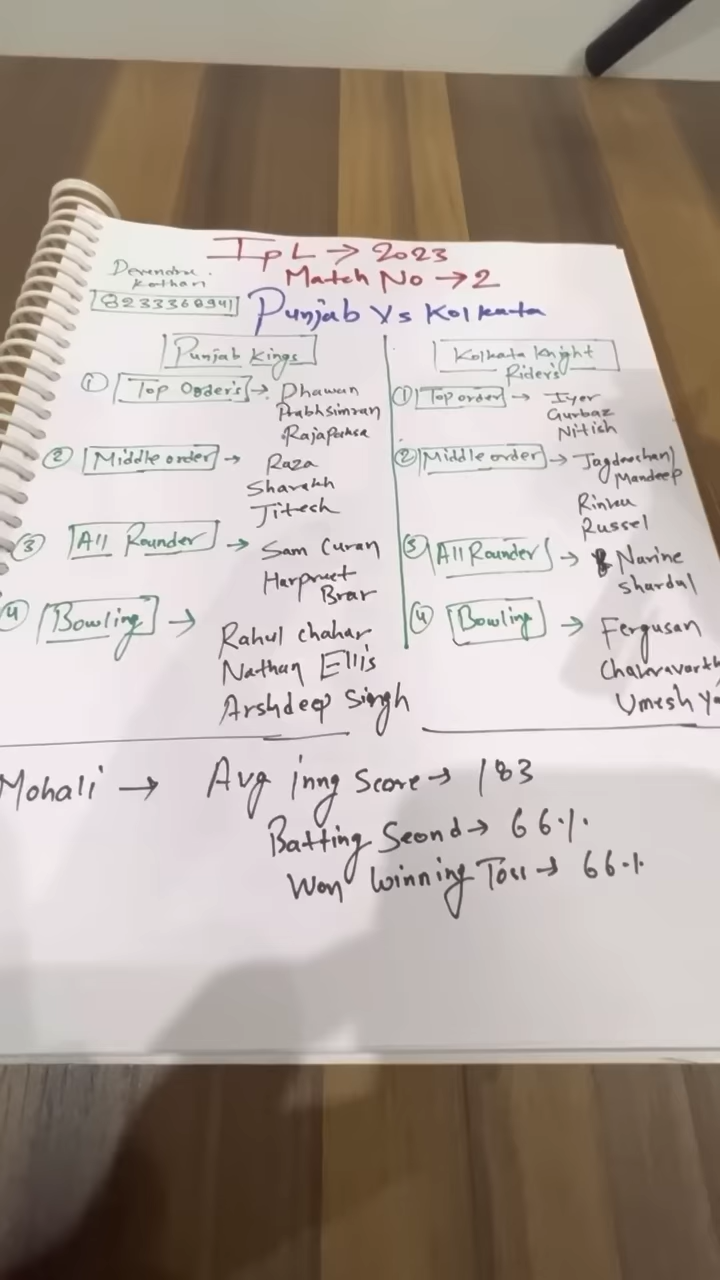 IPL → 2023
Match No → 2
Devendra.
Kothari
8233368941
Punjab Vs Kolkata
Punjab Kings
① Top Order's → Dhawan
Prabhsimran
Rajapaksa
② Middle order → Raza
Sharukh
Jitesh
③ All Rounder → Sam Curan
Harpreet
Brar
④ Bowling → Rahul chahar
Nathan Ellis
Arshdeep Singh
Kolkata Knight
Rider's
① Top order → Iyer
Gurbaz
Nitish
② Middle order → Jagdeeshan
Mandeep
Rinku
Russel
③ All Rounder → Narine
Shardul
④ Bowling → Fergusan
Chakravarth
Umesh Ya
Mohali → Avg inng Score → 183
Batting Seond → 66%
Won winning Toss → 66%